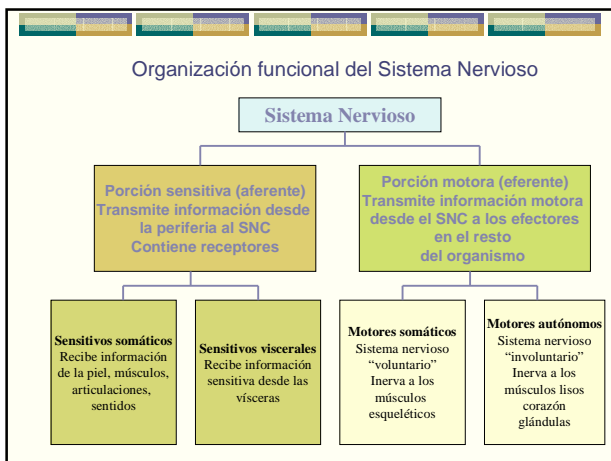 Organización funcional del Sistema Nervioso
Sistema Nervioso
Porción sensitiva (aferente)
Transmite información desde
la periferia al SNC
Contiene receptores
Porción motora (eferente)
Transmite información motora
desde el SNC a los efectores
en el resto
del organismo
Sensitivos somáticos
Recibe información
de la piel, músculos,
articulaciones,
sentidos
Sensitivos viscerales
Recibe información
sensitiva desde las
vísceras
Motores somáticos
Sistema nervioso
“voluntario”
Inerva a los
músculos
esqueléticos
Motores autónomos
Sistema nervioso
“involuntario”
Inerva a los
músculos lisos
corazón
glándulas